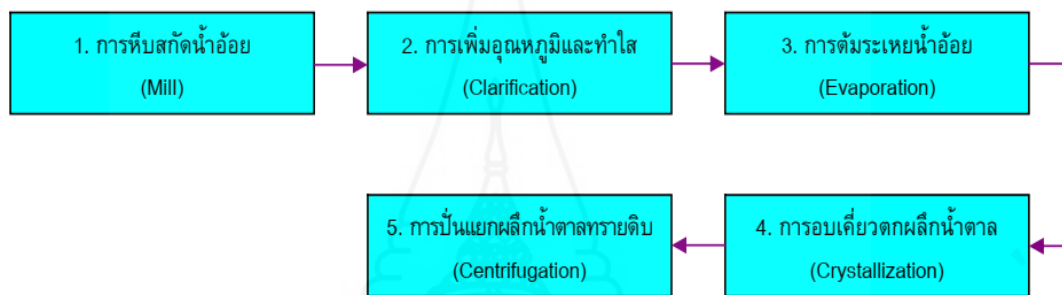 1. การหีบสกัดน้ำอ้อย
(Mill)
2. การเพิ่มอุณหภูมิและทำใส
(Clarification)
3. การต้มระเหยน้ำอ้อย
(Evaporation)
4. การอบเคี่ยวตกผลึกน้ำตาล
(Crystallization)
5. การปั่นแยกผลึกน้ำตาลทรายดิบ
(Centrifugation)